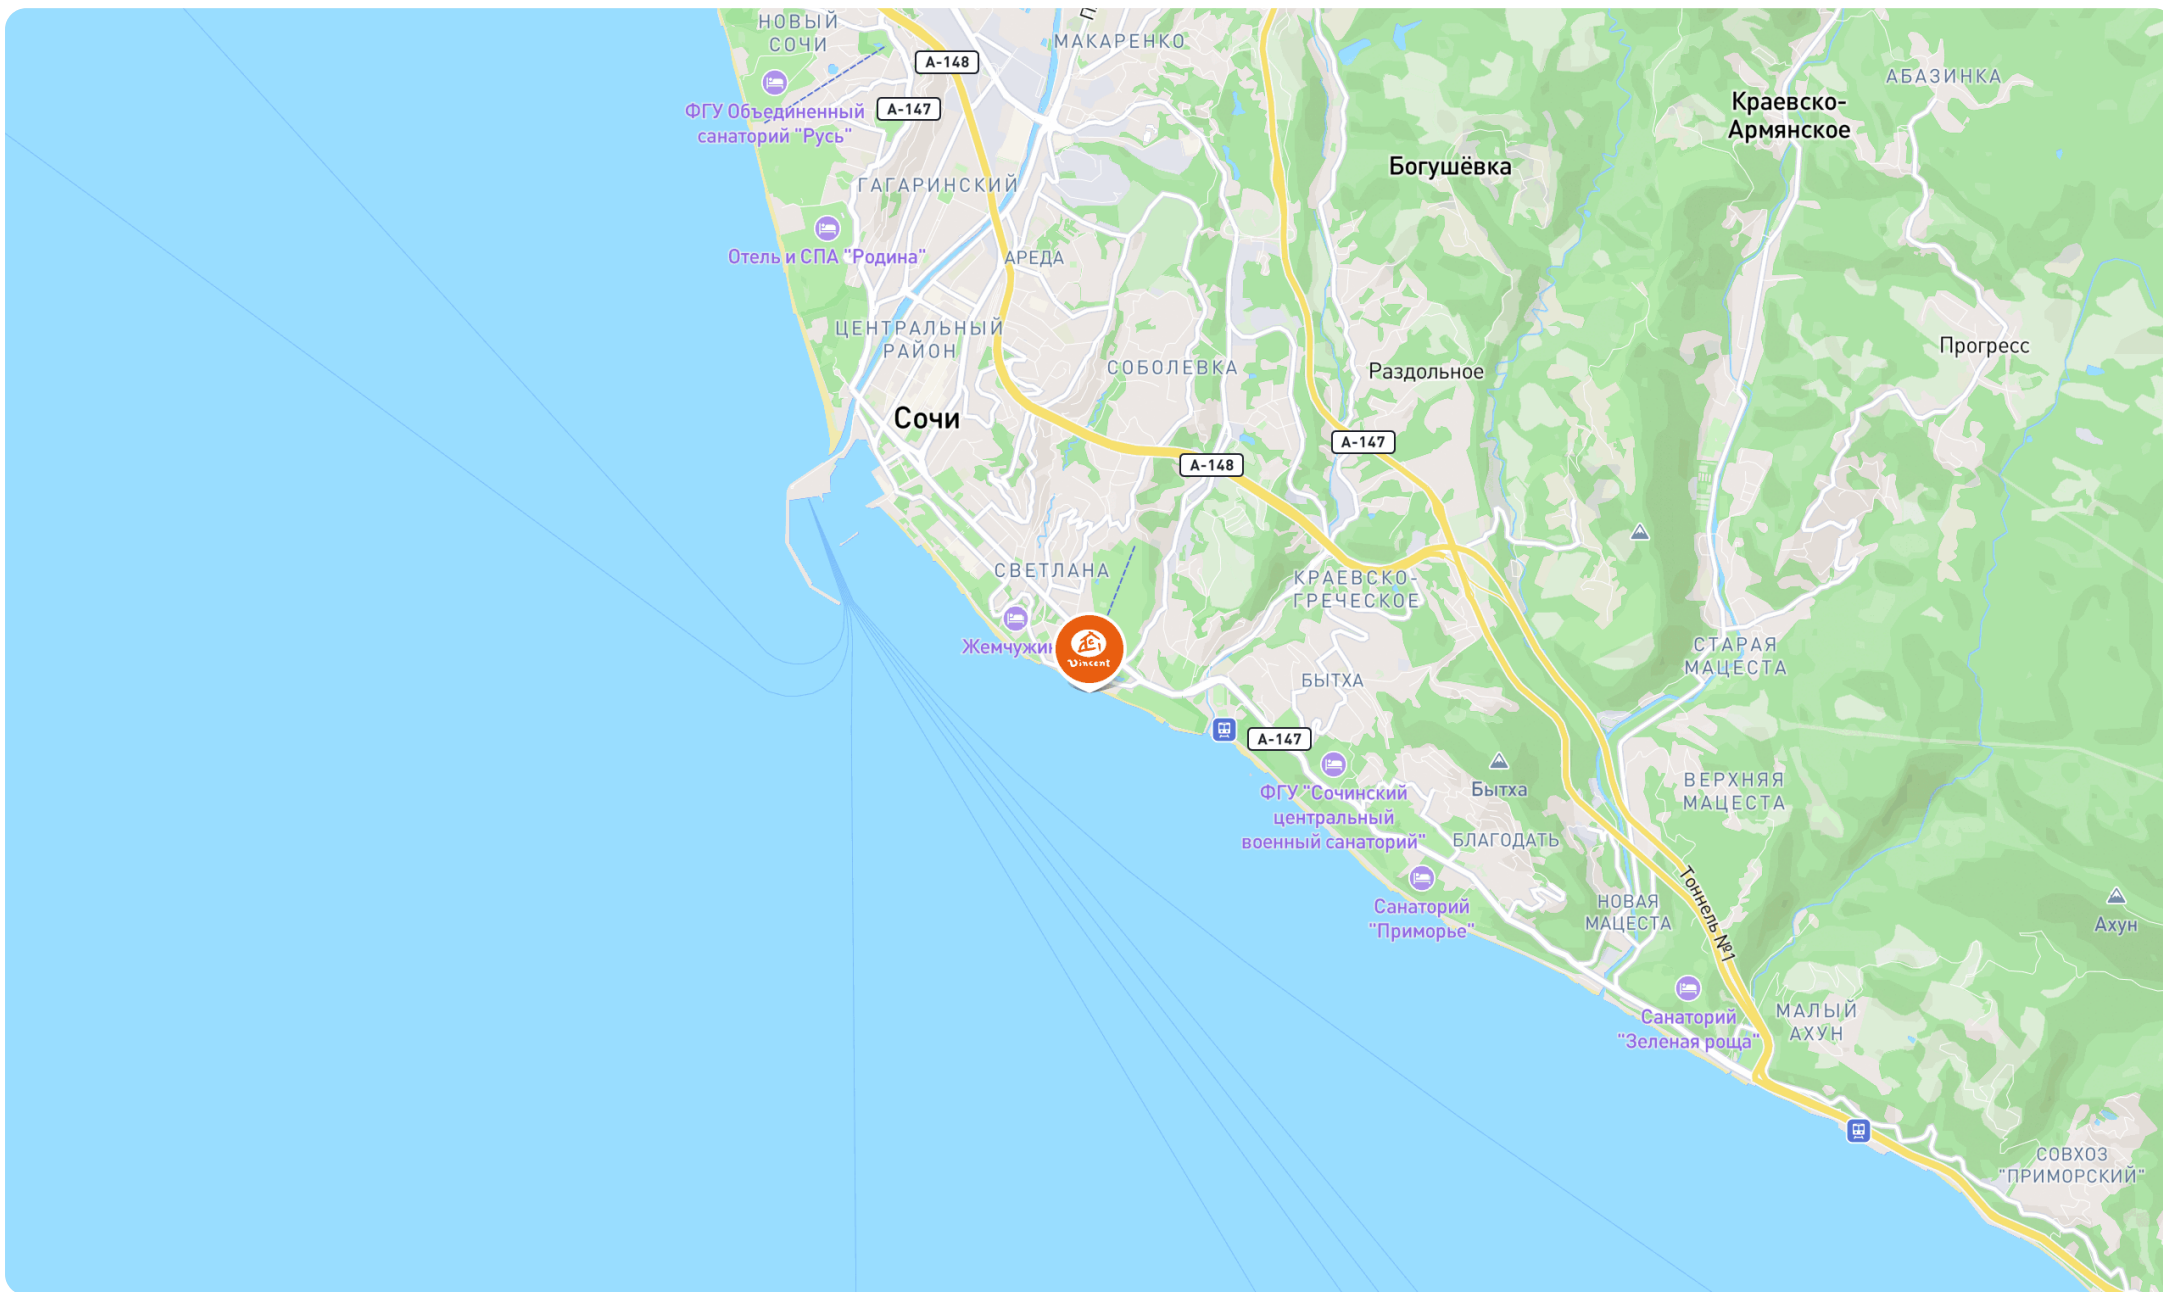 НОВЫЙ
СОЧИ
МАКАРЕНКО
А-148
АБАЗИНКА
ФГУ Объединенный
санаторий "Русь"
А-147
Краевско-
Армянское
Богушёвка
ГАГАРИНСКИЙ
Отель и СПА "Родина"
АРЕДА
ЦЕНТРАЛЬНЫЙ
РАЙОН
Прогресс
СОБОЛЕВКА
Раздольное
Сочи
А-147
А-148
СВЕТЛАНА
КРАЕВСКО-
ГРЕЧЕСКОЕ
Vincent
СТАРАЯ
МАЦЕСТА
БЫТХА
А-147
ФГУ "Сочинский
центральный
военный санаторий"
Бытха
ВЕРХНЯЯ
МАЦЕСТА
БЛАГОДАТЬ
Тоннель №1
Санаторий
"Приморье"
НОВАЯ
МАЦЕСТА
Ахун
Санаторий
"Зеленая роща"
МАЛЫЙ
АХУН
СОВХОЗ
"ПРИМОРСКИЙ"